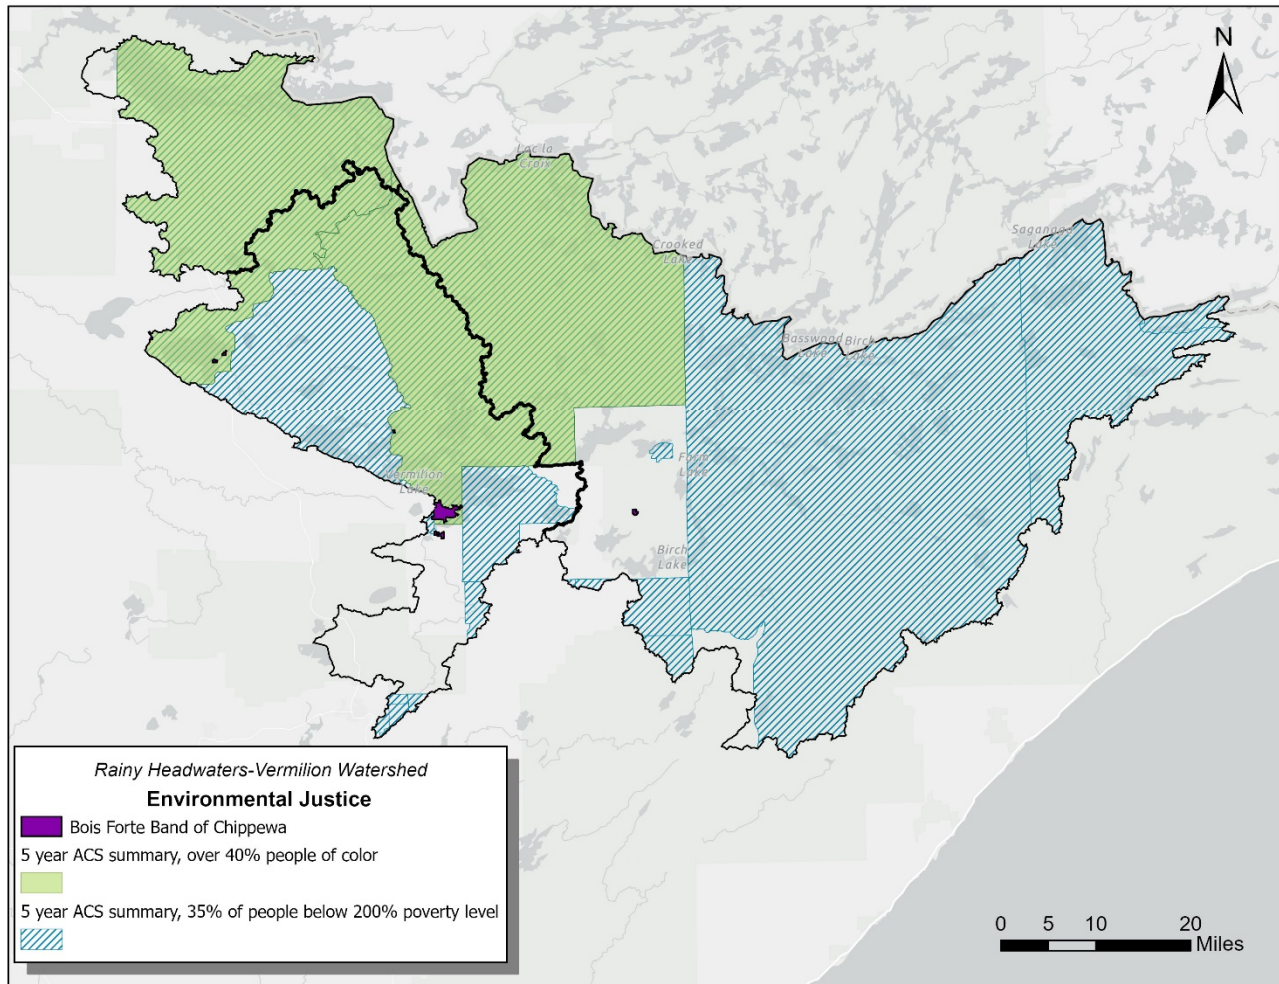 N
Lac la
Croix
Crooked
Lake
Saganaga
Lake
Basswood
Lake
Birch
Lake
Vermilion
Lake
Farm
Lake
Birch
Lake
Rainy Headwaters-Vermilion Watershed
Environmental Justice
Bois Forte Band of Chippewa
5 year ACS summary, over 40% people of color
5 year ACS summary, 35% of people below 200% poverty level
0 5 10 20
Miles